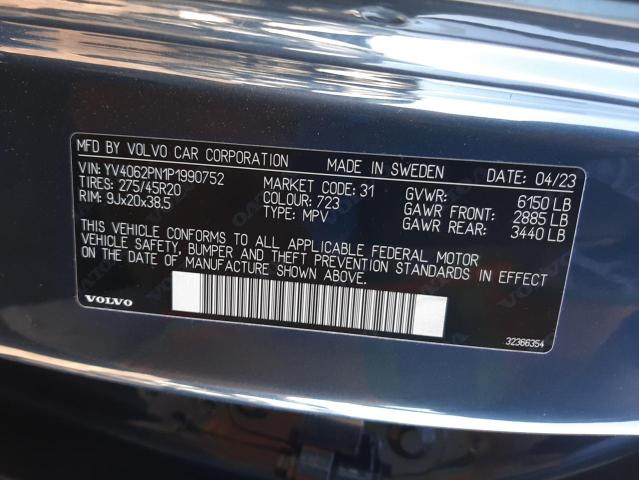 MFD BY VOLVO CAR CORPORATION MADE IN SWEDEN DATE: 04/23
VIN: YV4062PM1P1990752 MARKET CODE: 31 GVWR: 6150 LB
TIRES: 275/45R20 COLOUR: 723 GAWR FRONT: 2885 LB
RIM: 9Jx20x38.5 TYPE: MPV GAWR REAR: 3440 LB
THIS VEHICLE CONFORMS TO ALL APPLICABLE FEDERAL MOTOR
VEHICLE SAFETY, BUMPER AND THEFT PREVENTION STANDARDS IN EFFECT
ON THE DATE OF MANUFACTURE SHOWN ABOVE.
VOLVO
32366354